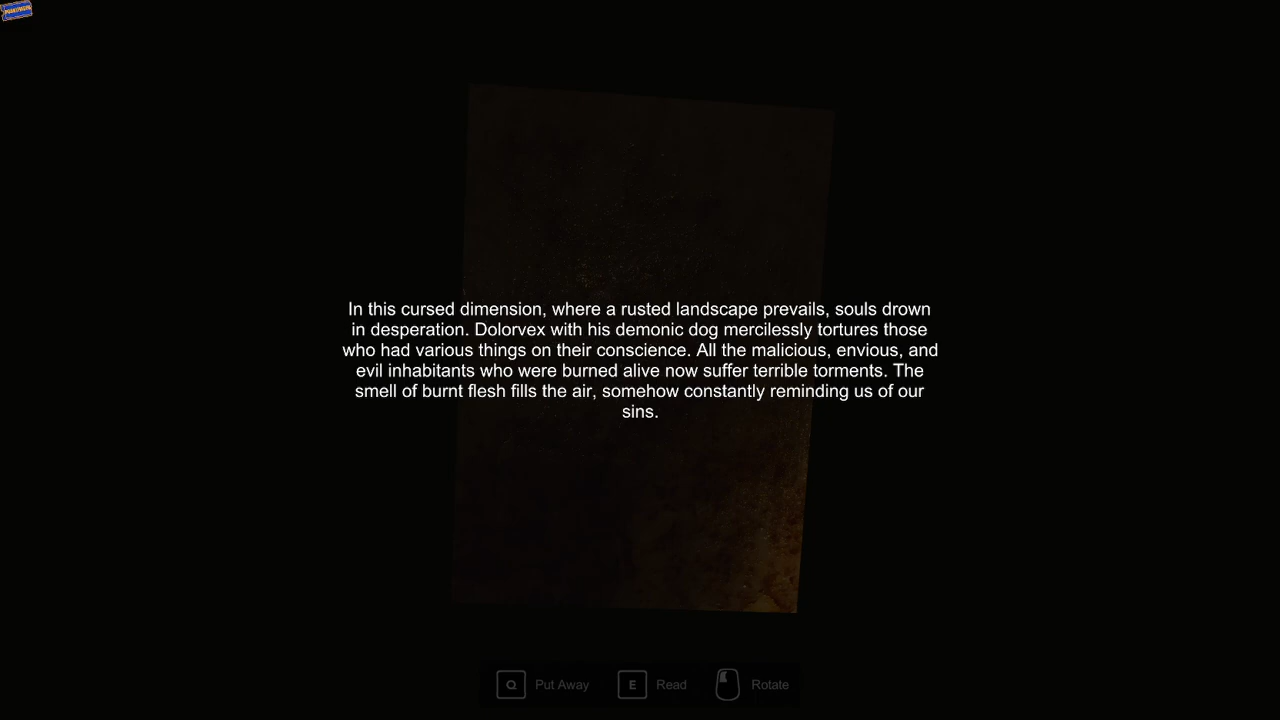 In this cursed dimension, where a rusted landscape prevails, souls drown
in desperation. Dolorvex with his demonic dog mercilessly tortures those
who had various things on their conscience. All the malicious, envious, and
evil inhabitants who were burned alive now suffer terrible torments. The
smell of burnt flesh fills the air, somehow constantly reminding us of our
sins.
Q Put Away E Read Rotate